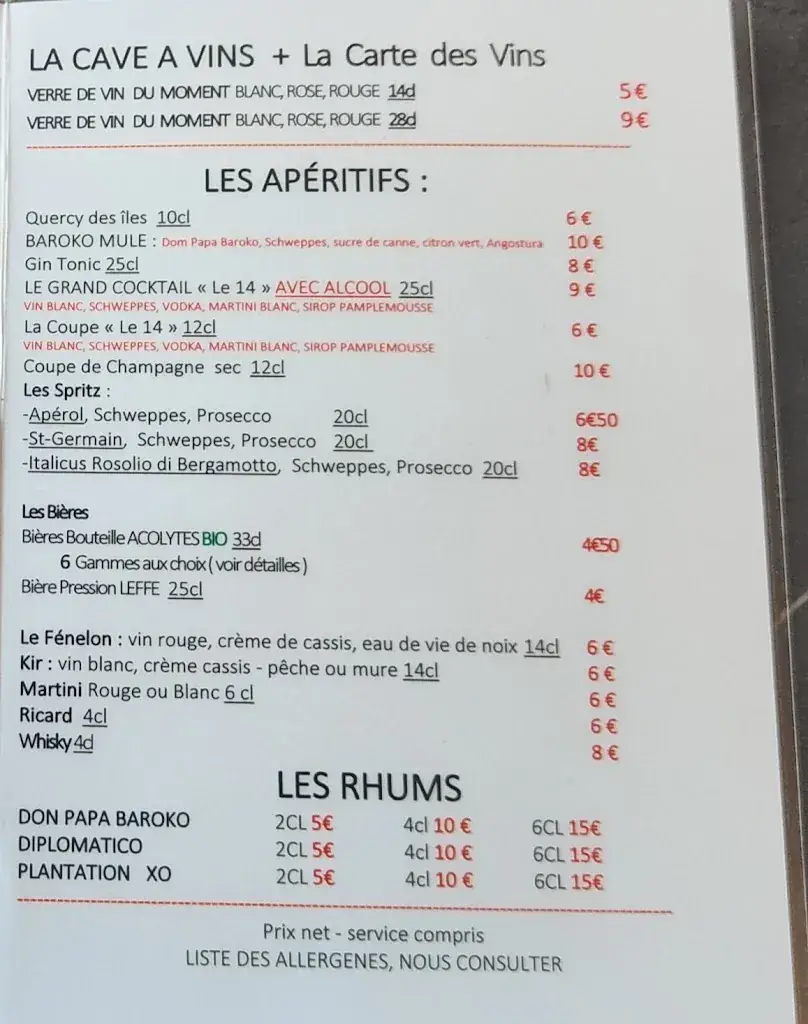 LA CAVE A VINS + La Carte des Vins
VERRE DE VIN DU MOMENT BLANC, ROSE, ROUGE 14cl 5€
VERRE DE VIN DU MOMENT BLANC, ROSE, ROUGE 28cl 9€
LES APÉRITIFS :
Quercy des îles 10cl 6€
BAROKO MULE : Dom Papa Baroko, Schweppes, sucre de canne, citron vert, Angostura 10 €
Gin Tonic 25cl 8€
LE GRAND COCKTAIL « Le 14 » AVEC ALCOOL 25cl 9€
VIN BLANC, SCHWEPPES, VODKA, MARTINI BLANC, SIROP PAMPLEMOUSSE
La Coupe « Le 14 » 12cl 6€
VIN BLANC, SCHWEPPES, VODKA, MARTINI BLANC, SIROP PAMPLEMOUSSE
Coupe de Champagne sec 12cl 10 €
Les Spritz :
-Apérol, Schweppes, Prosecco 20cl 6€50
-St-Germain, Schweppes, Prosecco 20cl 8€
-Italicus Rosolio di Bergamotto, Schweppes, Prosecco 20cl 8€
Les Bières
Bières Bouteille ACOLYTES BIO 33cl 4€50
6 Gammes au choix ( voir détailles )
Bière Pression LEFFE 25cl 4€
Le Fénelon : vin rouge, crème de cassis, eau de vie de noix 14cl 6 €
Kir : vin blanc, crème cassis - pêche ou mure 14cl 6 €
Martini Rouge ou Blanc 6 cl 6 €
Ricard 4cl 6 €
Whisky 4cl 8 €
LES RHUMS
DON PAPA BAROKO 2CL 5€ 4cl 10 € 6CL 15€
DIPLOMATICO 2CL 5€ 4cl 10 € 6CL 15€
PLANTATION XO 2CL 5€ 4cl 10 € 6CL 15€
Prix net - service compris
LISTE DES ALLERGENES, NOUS CONSULTER